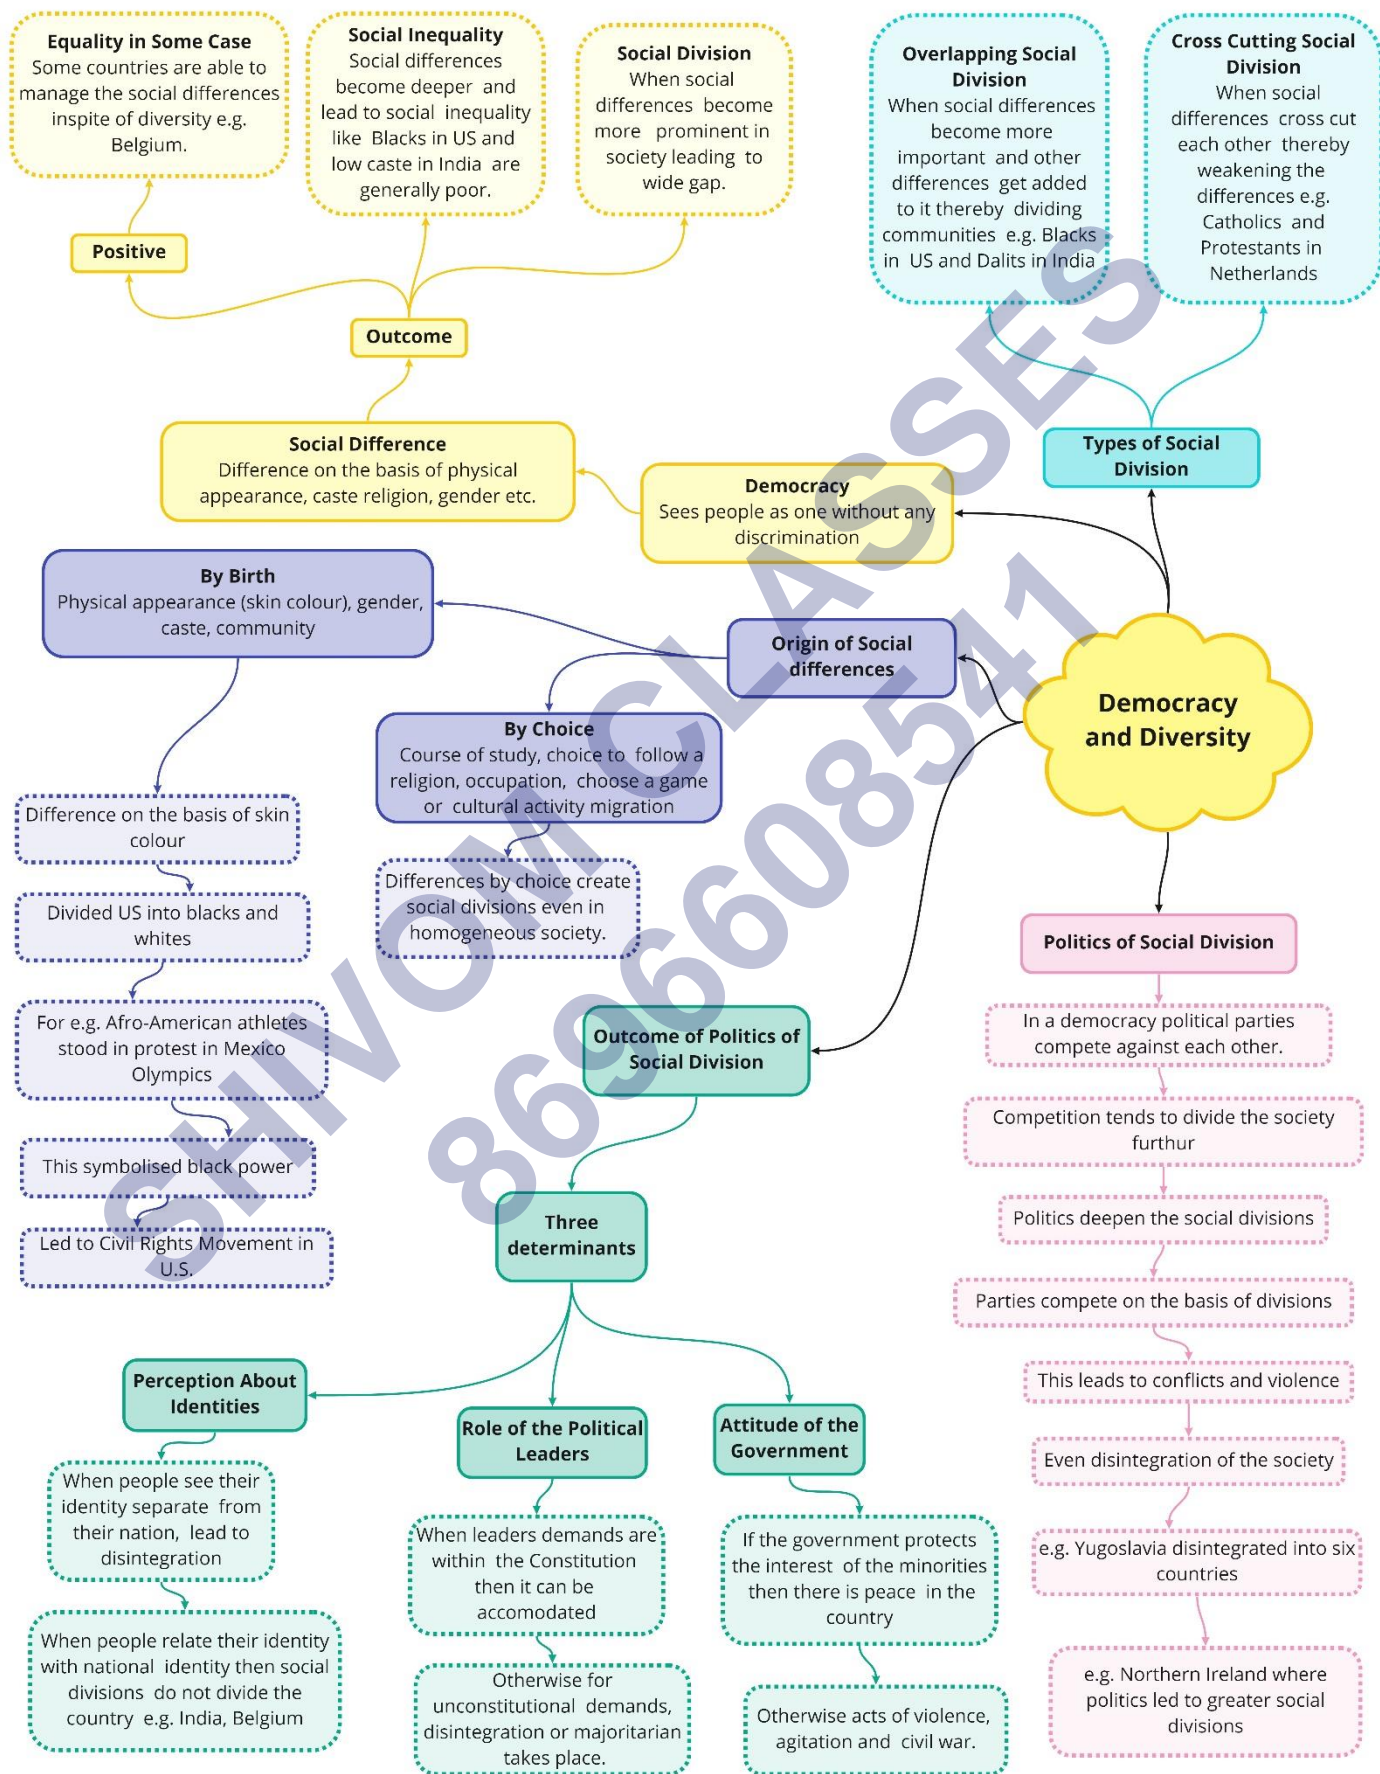 Equality in Some Case
Some countries are able to
manage the social differences
inspite of diversity e.g.
Belgium.
Social Inequality
Social differences
become deeper and
lead to social inequality
like Blacks in US and
low caste in India are
generally poor.
Social Division
When social
differences become
more prominent in
society leading to
wide gap.
Overlapping Social
Division
When social differences
become more
important and other
differences get added
to it thereby dividing
communities e.g. Blacks
in US and Dalits in India
Cross Cutting Social
Division
When social
differences cross cut
each other thereby
weakening the
differences e.g.
Catholics and
Protestants in
Netherlands
Positive
Outcome
Social Difference
Difference on the basis of physical
appearance, caste religion, gender etc.
Democracy
Sees people as one without any
discrimination
Types of Social
Division
By Birth
Physical appearance (skin colour), gender,
caste, community
Origin of Social
differences
Democracy
and Diversity
By Choice
Course of study, choice to follow a
religion, occupation, choose a game
or cultural activity migration
Difference on the basis of skin
colour
Differences by choice create
social divisions even in
homogeneous society.
Divided US into blacks and
whites
For e.g. Afro-American athletes
stood in protest in Mexico
Olympics
This symbolised black power
Led to Civil Rights Movement in
U.S.
Outcome of Politics of
Social Division
Three
determinants
Perception About
Identities
When people see their
identity separate from
their nation, lead to
disintegration
When people relate their identity
with national identity then social
divisions do not divide the
country e.g. India, Belgium
Role of the Political
Leaders
When leaders demands are
within the Constitution
then it can be
accomodated
Otherwise for
unconstitutional demands,
disintegration or majoritarian
takes place.
Attitude of the
Government
If the government protects
the interest of the minorities
then there is peace in the
country
Otherwise acts of violence,
agitation and civil war.
Politics of Social Division
In a democracy political parties
compete against each other.
Competition tends to divide the society
furthur
Politics deepen the social divisions
Parties compete on the basis of divisions
This leads to conflicts and violence
Even disintegration of the society
e.g. Yugoslavia disintegrated into six
countries
e.g. Northern Ireland where
politics led to greater social
divisions
SHIVOM CLASSES
8696608541